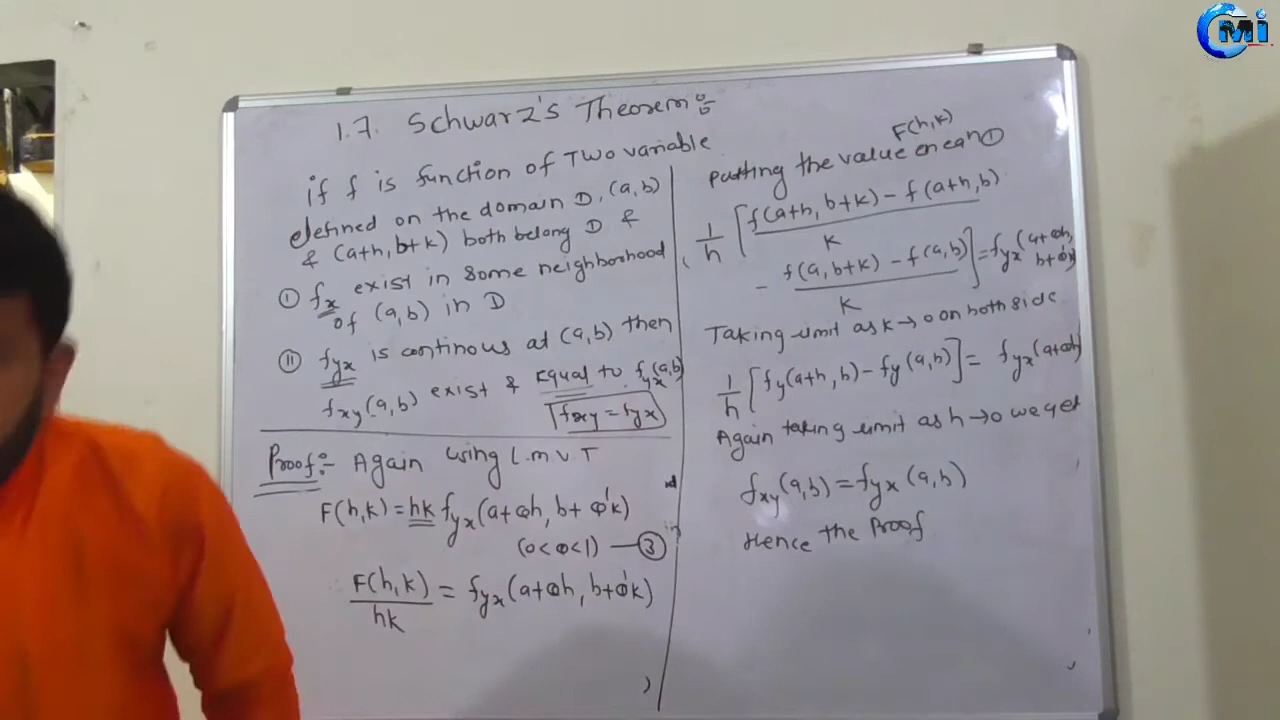 1.7. Schwarz's Theorem :-
if f is function of Two variable
defined on the domain D, (a,b)
& (a+h, b+k) both belong D &
① fx exist in some neighborhood
of (a,b) in D
② fyx is continous at (a,b) then
fxy(a,b) exist & Equal to fyx(a,b)
fxy = fyx
Proof:- Again using L.m.v.T
F(h,k) = hk fyx(a+θh, b+θ'k)
(0<θ<1) — ③
F(h,k)/hk = fyx(a+θh, b+θ'k)
F(h,k)
putting the value en ean ①
1/h [ f(a+h, b+k) - f(a+h, b) / k
- f(a, b+k) - f(a,b) / k ] = fyx(a+θh, b+θ'k)
Taking limit as k→0 on both side
1/h [ fy(a+h, b) - fy(a,b) ] = fyx(a+θh)
Again taking limit as h→0 we get
fxy(a,b) = fyx(a,b)
Hence the Proof
CMi